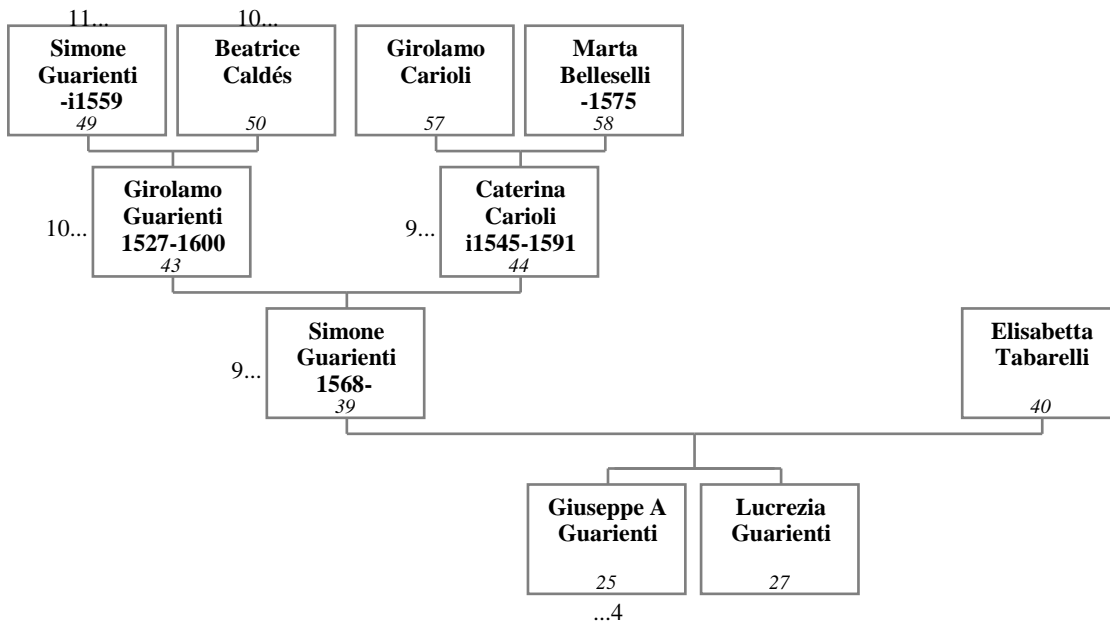 11...
10...
Simone
Guarienti
-i1559
49
Beatrice
Caldés
50
Girolamo
Carioli
57
Marta
Belleselli
-1575
58
10...
Girolamo
Guarienti
1527-1600
43
9...
Caterina
Carioli
i1545-1591
44
9...
Simone
Guarienti
1568-
39
Elisabetta
Tabarelli
40
Giuseppe A
Guarienti
25
Lucrezia
Guarienti
27
...4